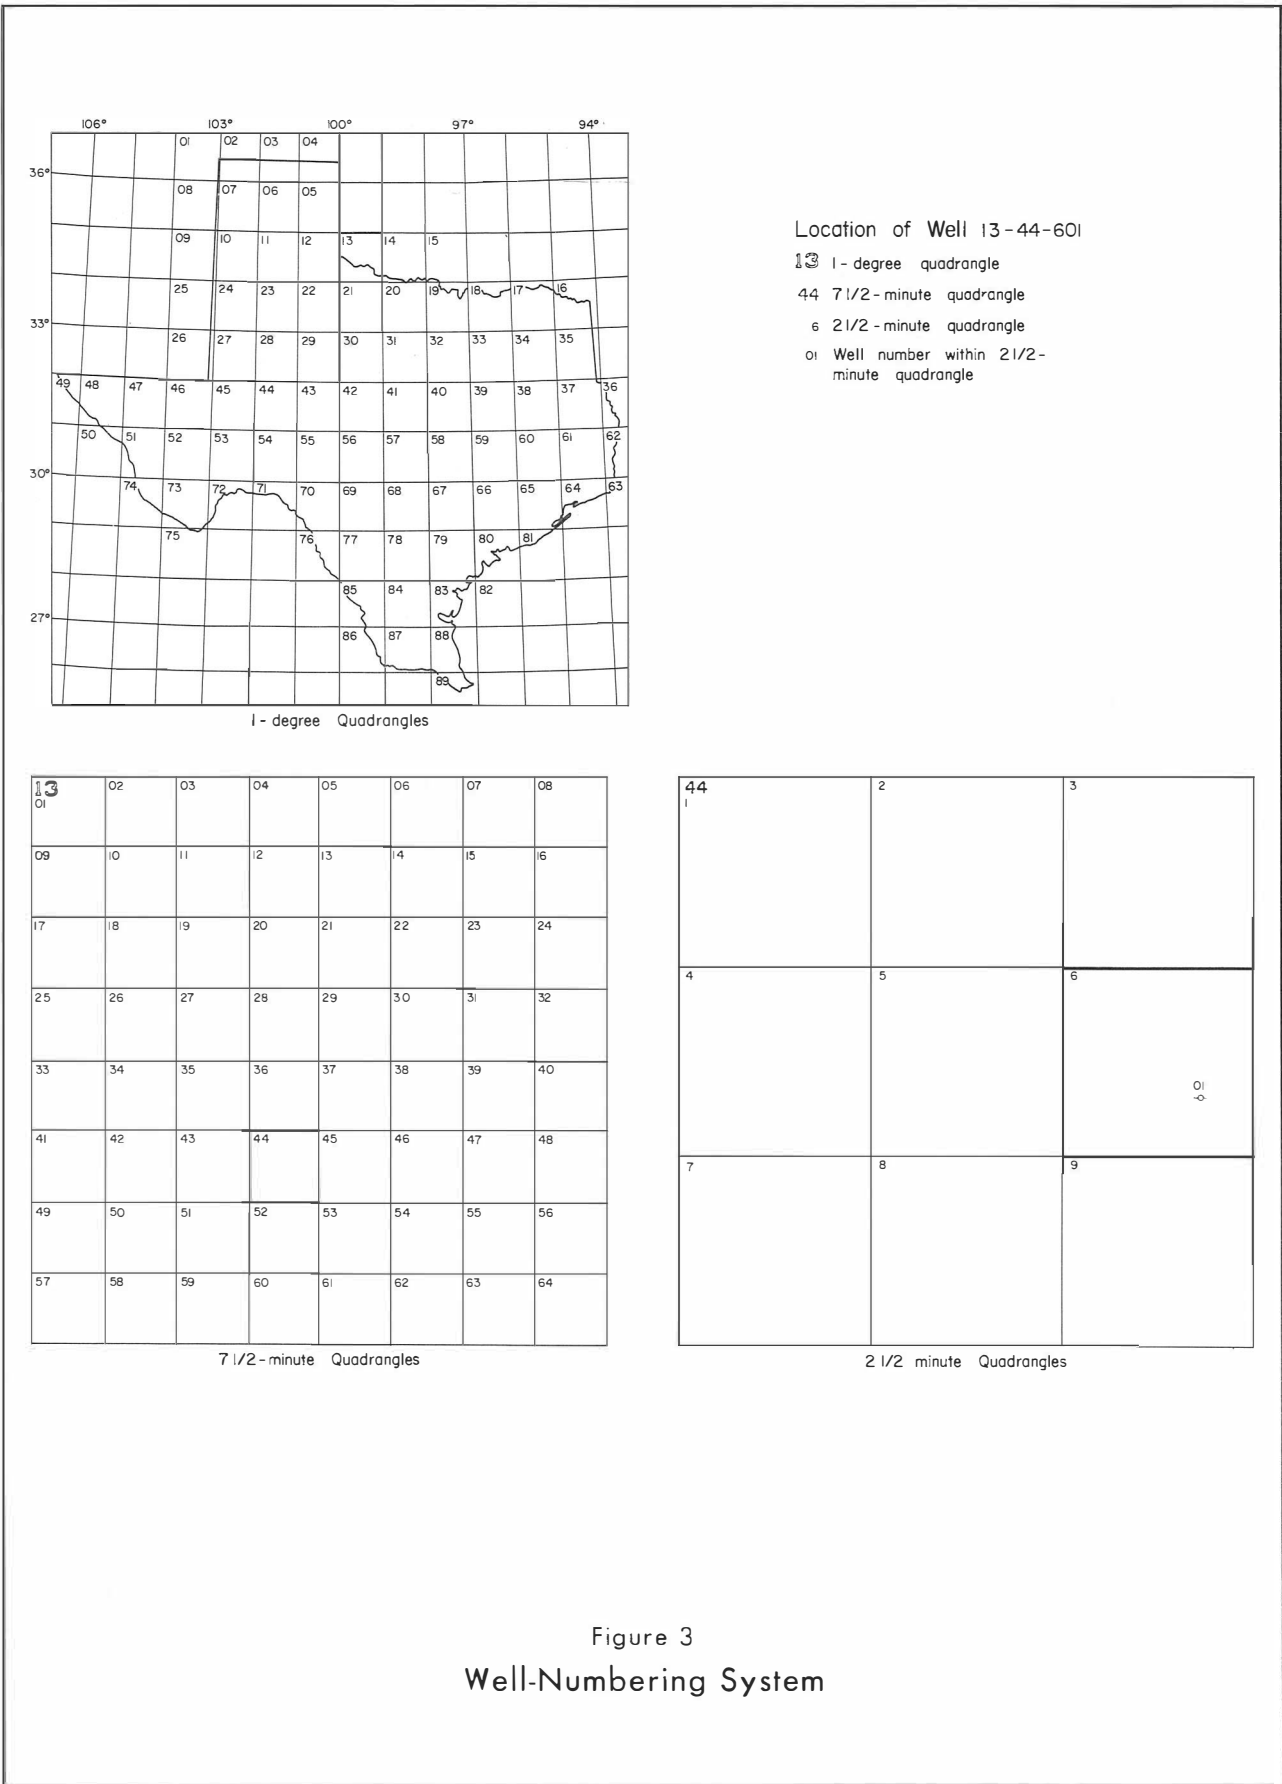 106° 103° 100° 97° 94°
01 02 03 04
36°
08 07 06 05
09 10 11 12 13 14 15
25 24 23 22 21 20 19 18 17 16
33°
26 27 28 29 30 31 32 33 34 35
49 48 47 46 45 44 43 42 41 40 39 38 37 36
50 51 52 53 54 55 56 57 58 59 60 61 62
30°
74 73 72 71 70 69 68 67 66 65 64 63
75 76 77 78 79 80 81
85 84 83 82
27°
86 87 88
89
1-degree Quadrangles
Location of Well 13-44-601
13 1-degree quadrangle
44 7 1/2-minute quadrangle
6 2 1/2-minute quadrangle
01 Well number within 2 1/2-
minute quadrangle
13 02 03 04 05 06 07 08
01
09 10 11 12 13 14 15 16
17 18 19 20 21 22 23 24
25 26 27 28 29 30 31 32
33 34 35 36 37 38 39 40
41 42 43 44 45 46 47 48
49 50 51 52 53 54 55 56
57 58 59 60 61 62 63 64
7 1/2-minute Quadrangles
44 2 3
1
4 5 6
01
7 8 9
2 1/2 minute Quadrangles
Figure 3
Well-Numbering System